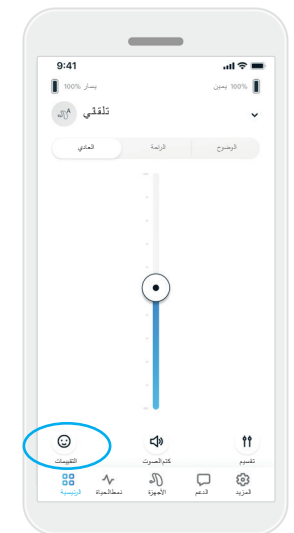 9:41
يمين 100%
يسار 100%
تلقائي
الوضوح
الراحة
العادي
تقسيم
كتم الصوت
التقييمات
المزيد
الدعم
الأجهزة
نمط الحياة
الرئيسية